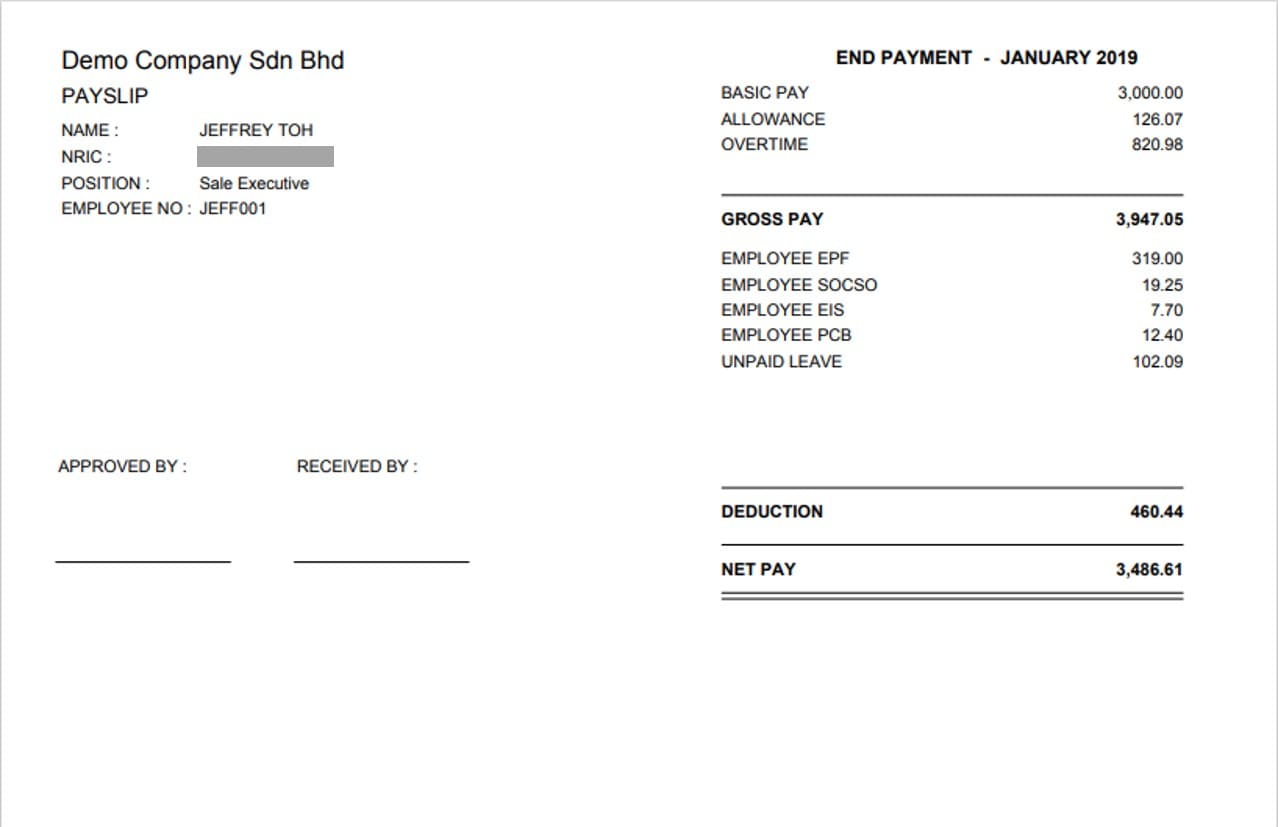 Demo Company Sdn Bhd
PAYSLIP
NAME : JEFFREY TOH
NRIC :
POSITION : Sale Executive
EMPLOYEE NO : JEFF001
APPROVED BY : RECEIVED BY :
END PAYMENT - JANUARY 2019
BASIC PAY 3,000.00
ALLOWANCE 126.07
OVERTIME 820.98
GROSS PAY 3,947.05
EMPLOYEE EPF 319.00
EMPLOYEE SOCSO 19.25
EMPLOYEE EIS 7.70
EMPLOYEE PCB 12.40
UNPAID LEAVE 102.09
DEDUCTION 460.44
NET PAY 3,486.61